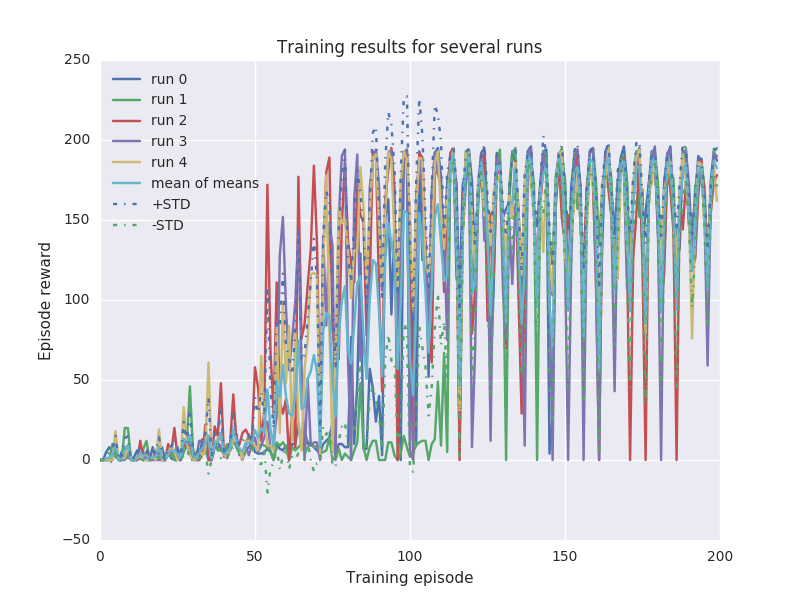 Training results for several runs
250
200
150
100
50
0
−50
Episode reward
run 0
run 1
run 2
run 3
run 4
mean of means
+STD
-STD
0
50
100
150
200
Training episode